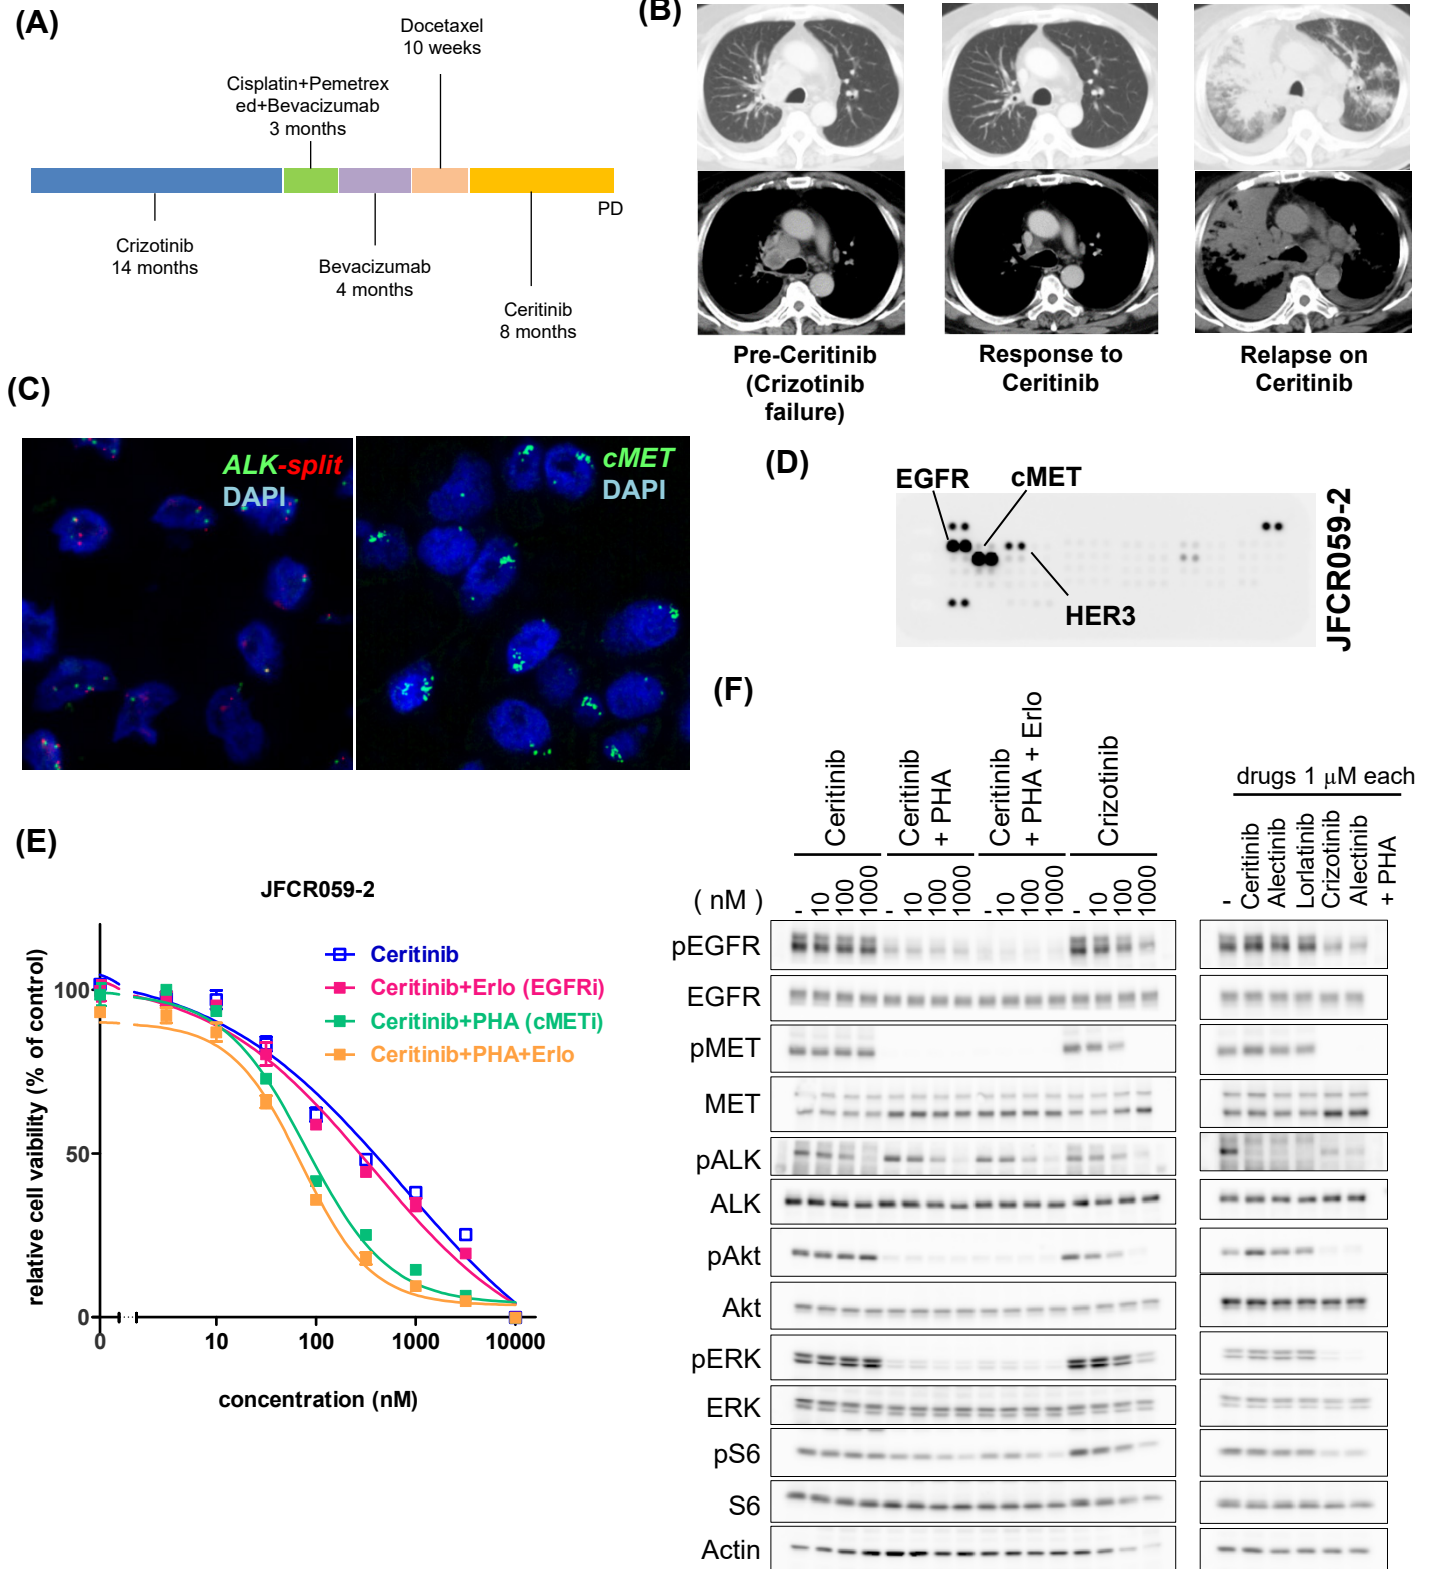 (A)
Docetaxel
10 weeks
Cisplatin+Pemetrex
ed+Bevacizumab
3 months
PD
Crizotinib
14 months
Bevacizumab
4 months
Ceritinib
8 months
(B)
Pre-Ceritinib
(Crizotinib
failure)
Response to
Ceritinib
Relapse on
Ceritinib
(C)
ALK-split
DAPI
cMET
DAPI
(D)
EGFR
cMET
HER3
JFCR059-2
(E)
JFCR059-2
Ceritinib
Ceritinib+Erlo (EGFRi)
Ceritinib+PHA (cMETi)
Ceritinib+PHA+Erlo
relative cell vaibility (% of control)
100
50
0
0 10 100 1000 10000
concentration (nM)
(F)
Ceritinib
Ceritinib
+ PHA
Ceritinib
+ PHA + Erlo
Crizotinib
drugs 1 μM each
( nM )
- 10 100 1000 - 10 100 1000 - 10 100 1000 - 10 100 1000
-
Ceritinib
Alectinib
Lorlatinib
Crizotinib
Alectinib
+ PHA
pEGFR
EGFR
pMET
MET
pALK
ALK
pAkt
Akt
pERK
ERK
pS6
S6
Actin